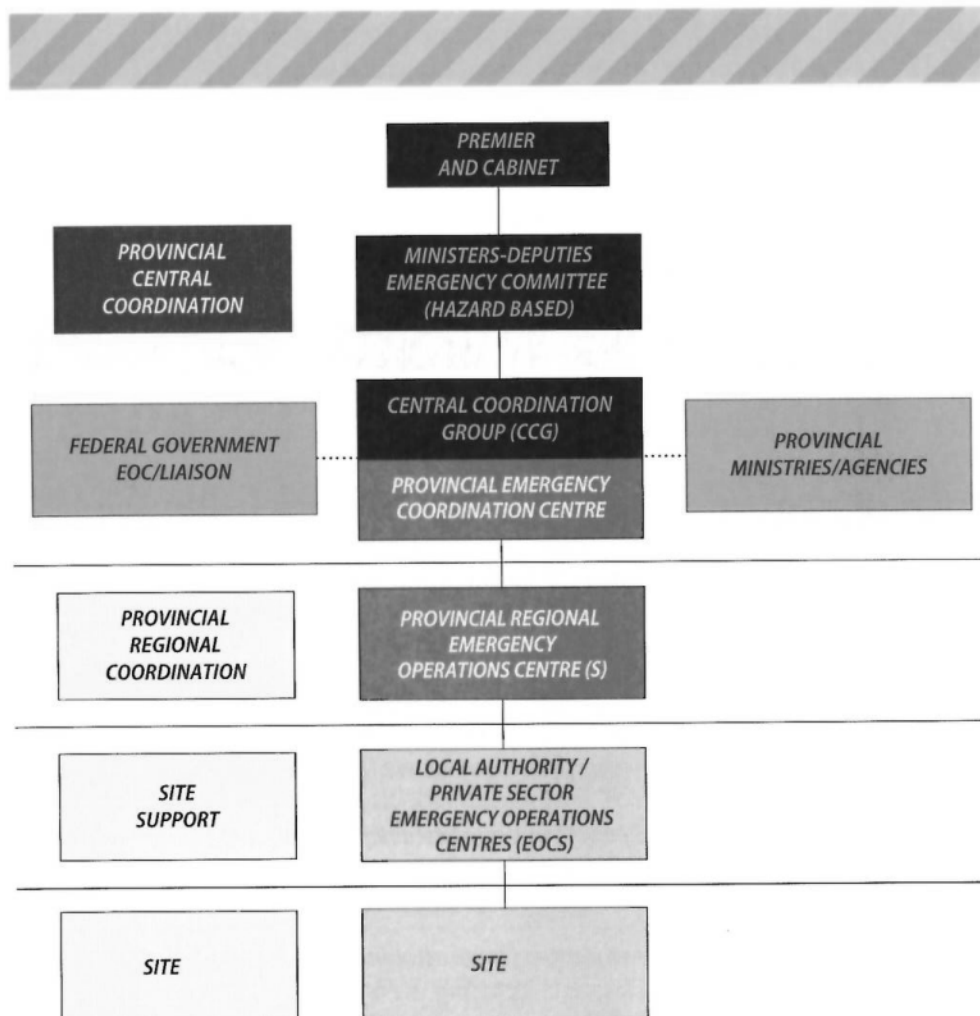 PREMIER
AND CABINET
PROVINCIAL
CENTRAL
COORDINATION
MINISTERS-DEPUTIES
EMERGENCY COMMITTEE
(HAZARD BASED)
FEDERAL GOVERNMENT
EOC/LIAISON
CENTRAL COORDINATION
GROUP (CCG)
PROVINCIAL EMERGENCY
COORDINATION CENTRE
PROVINCIAL
MINISTRIES/AGENCIES
PROVINCIAL
REGIONAL
COORDINATION
PROVINCIAL REGIONAL
EMERGENCY
OPERATIONS CENTRE (S)
SITE
SUPPORT
LOCAL AUTHORITY /
PRIVATE SECTOR
EMERGENCY OPERATIONS
CENTRES (EOCS)
SITE
SITE